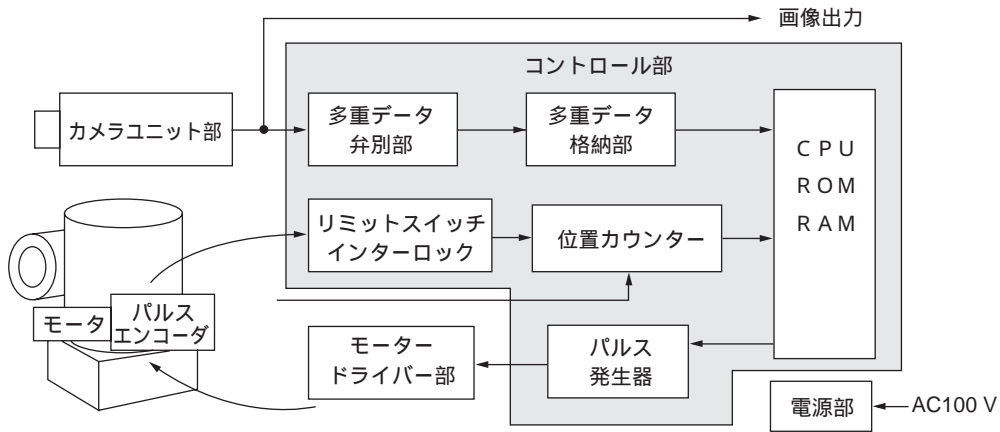 画像出力
コントロール部
カメラユニット部
多重データ
弁別部
多重データ
格納部
CPU
ROM
RAM
リミットスイッチ
インターロック
位置カウンター
モータ
パルス
エンコーダ
モーター
ドライバー部
パルス
発生器
電源部
AC100 V